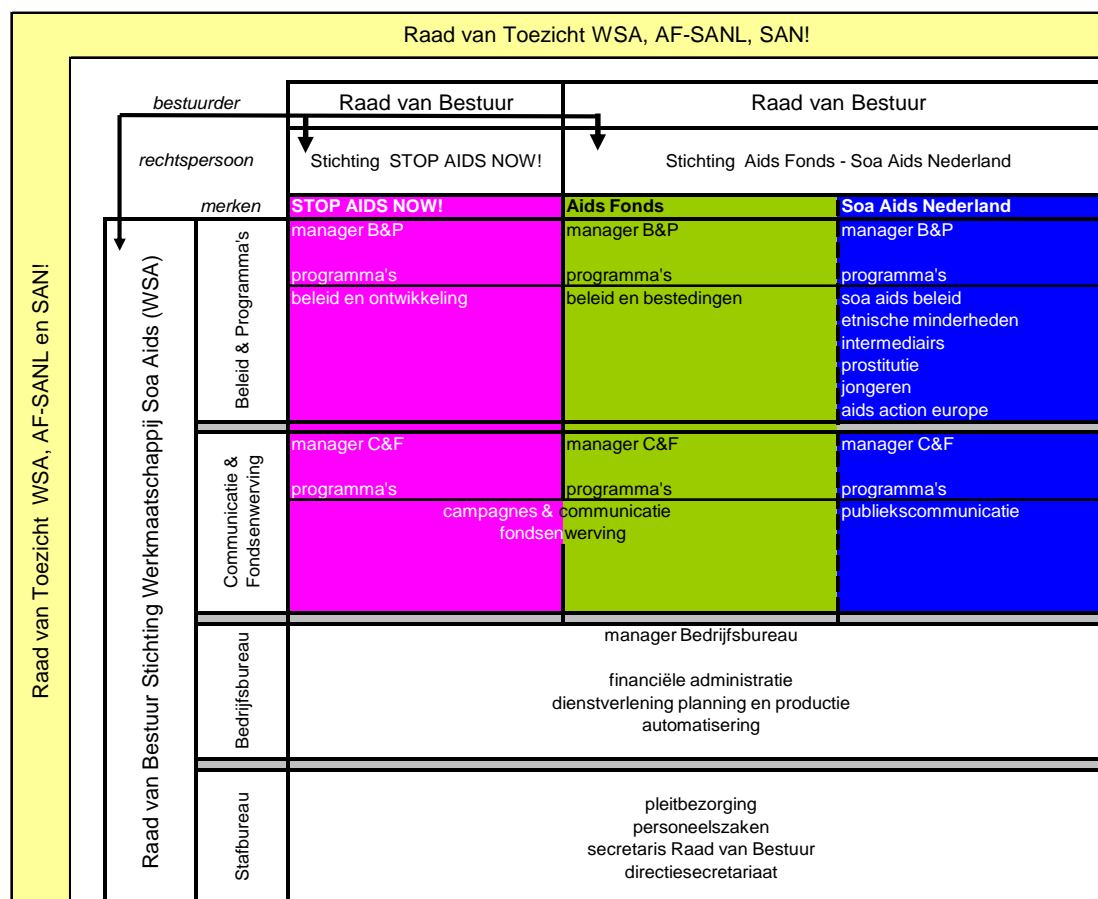 Raad van Toezicht WSA, AF-SANL, SAN!
Raad van Toezicht WSA, AF-SANL en SAN!
bestuurder
Raad van Bestuur
Raad van Bestuur
rechtspersoon
Stichting STOP AIDS NOW!
Stichting Aids Fonds - Soa Aids Nederland
merken
STOP AIDS NOW!
Aids Fonds
Soa Aids Nederland
Raad van Bestuur Stichting Werkmaatschappij Soa Aids (WSA)
Beleid & Programma's
manager B&P
programma's
beleid en ontwikkeling
manager B&P
programma's
beleid en bestedingen
manager B&P
programma's
soa aids beleid
etnische minderheden
intermediairs
prostitutie
jongeren
aids action europe
Communicatie &
Fondsenwerving
manager C&F
programma's
manager C&F
programma's
manager C&F
programma's
campagnes & communicatie
fondsenwerving
publiekscommunicatie
Bedrijfsbureau
manager Bedrijfsbureau
financiële administratie
dienstverlening planning en productie
automatisering
Stafbureau
pleitbezorging
personeelszaken
secretaris Raad van Bestuur
directiesecretariaat